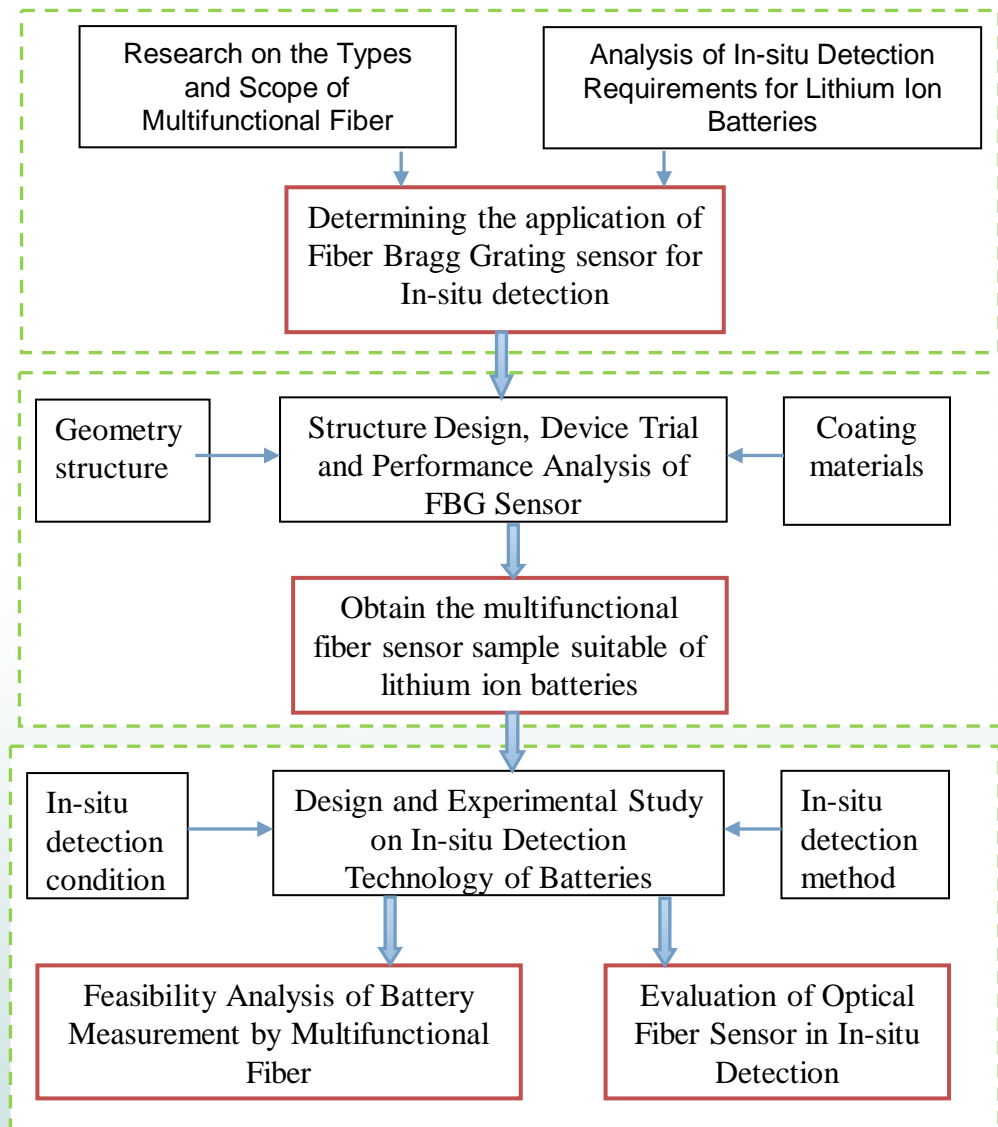 Research on the Types
and Scope of
Multifunctional Fiber
Analysis of In-situ Detection
Requirements for Lithium Ion
Batteries
Determining the application of
Fiber Bragg Grating sensor for
In-situ detection
Geometry
structure
Structure Design, Device Trial
and Performance Analysis of
FBG Sensor
Coating
materials
Obtain the multifunctional
fiber sensor sample suitable of
lithium ion batteries
In-situ
detection
condition
Design and Experimental Study
on In-situ Detection
Technology of Batteries
In-situ
detection
method
Feasibility Analysis of Battery
Measurement by Multifunctional
Fiber
Evaluation of Optical
Fiber Sensor in In-situ
Detection